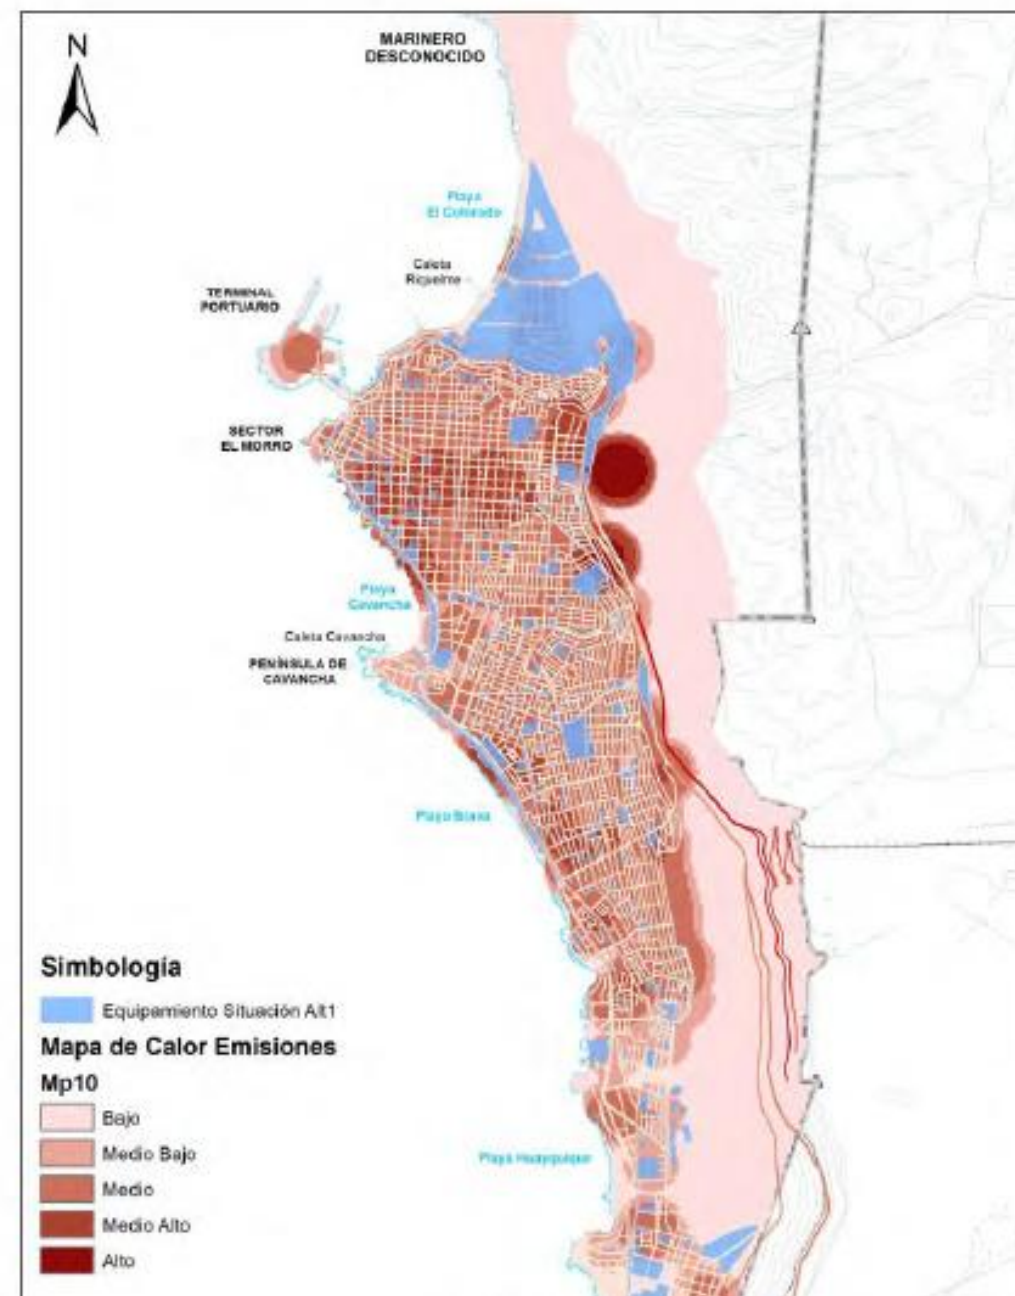 N
MARINERO
DESCONOCIDO
Playa
El Colorado
Caleta
Riquelme
TERMINAL
PORTUARIO
SECTOR
EL MORRO
Playa
Cavancha
Caleta Cavancha
PENÍNSULA DE
CAVANCHA
Playa Brava
Playa Huayquique
Simbología
Equipamiento Situación Alt1
Mapa de Calor Emisiones
Mp10
Bajo
Medio Bajo
Medio
Medio Alto
Alto